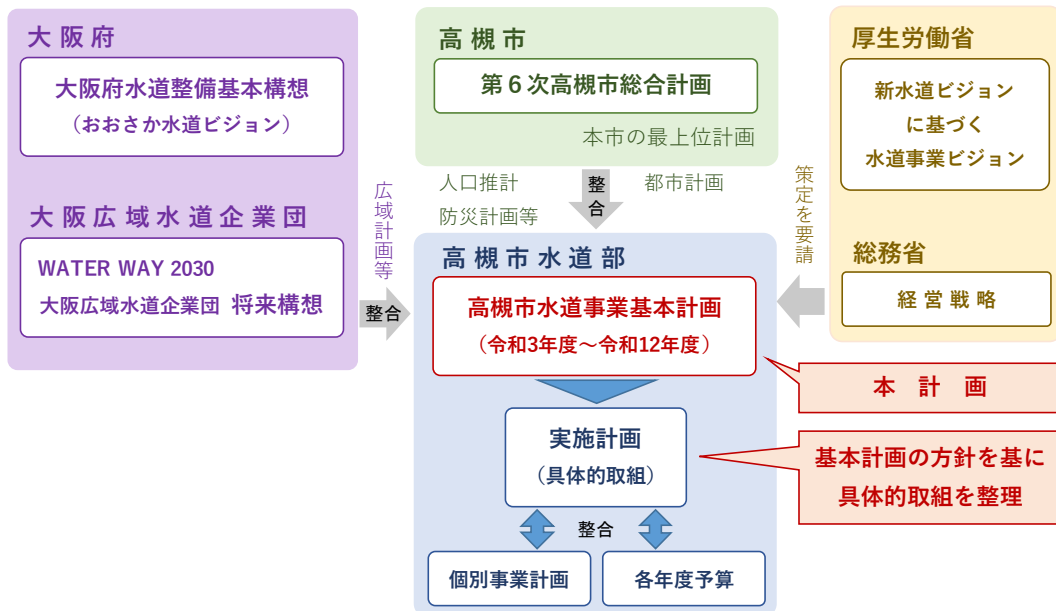 大阪府
大阪府水道整備基本構想
（おおさか水道ビジョン）
大阪広域水道企業団
WATER WAY 2030
大阪広域水道企業団 将来構想
広域計画等
整合
高槻市
第６次高槻市総合計画
本市の最上位計画
人口推計
防災計画等
整合
都市計画
厚生労働省
新水道ビジョン
に基づく
水道事業ビジョン
総務省
経営戦略
策定を要請
高槻市水道部
高槻市水道事業基本計画
（令和3年度～令和12年度）
本計画
実施計画
（具体的取組）
基本計画の方針を基に
具体的取組を整理
整合
個別事業計画
各年度予算